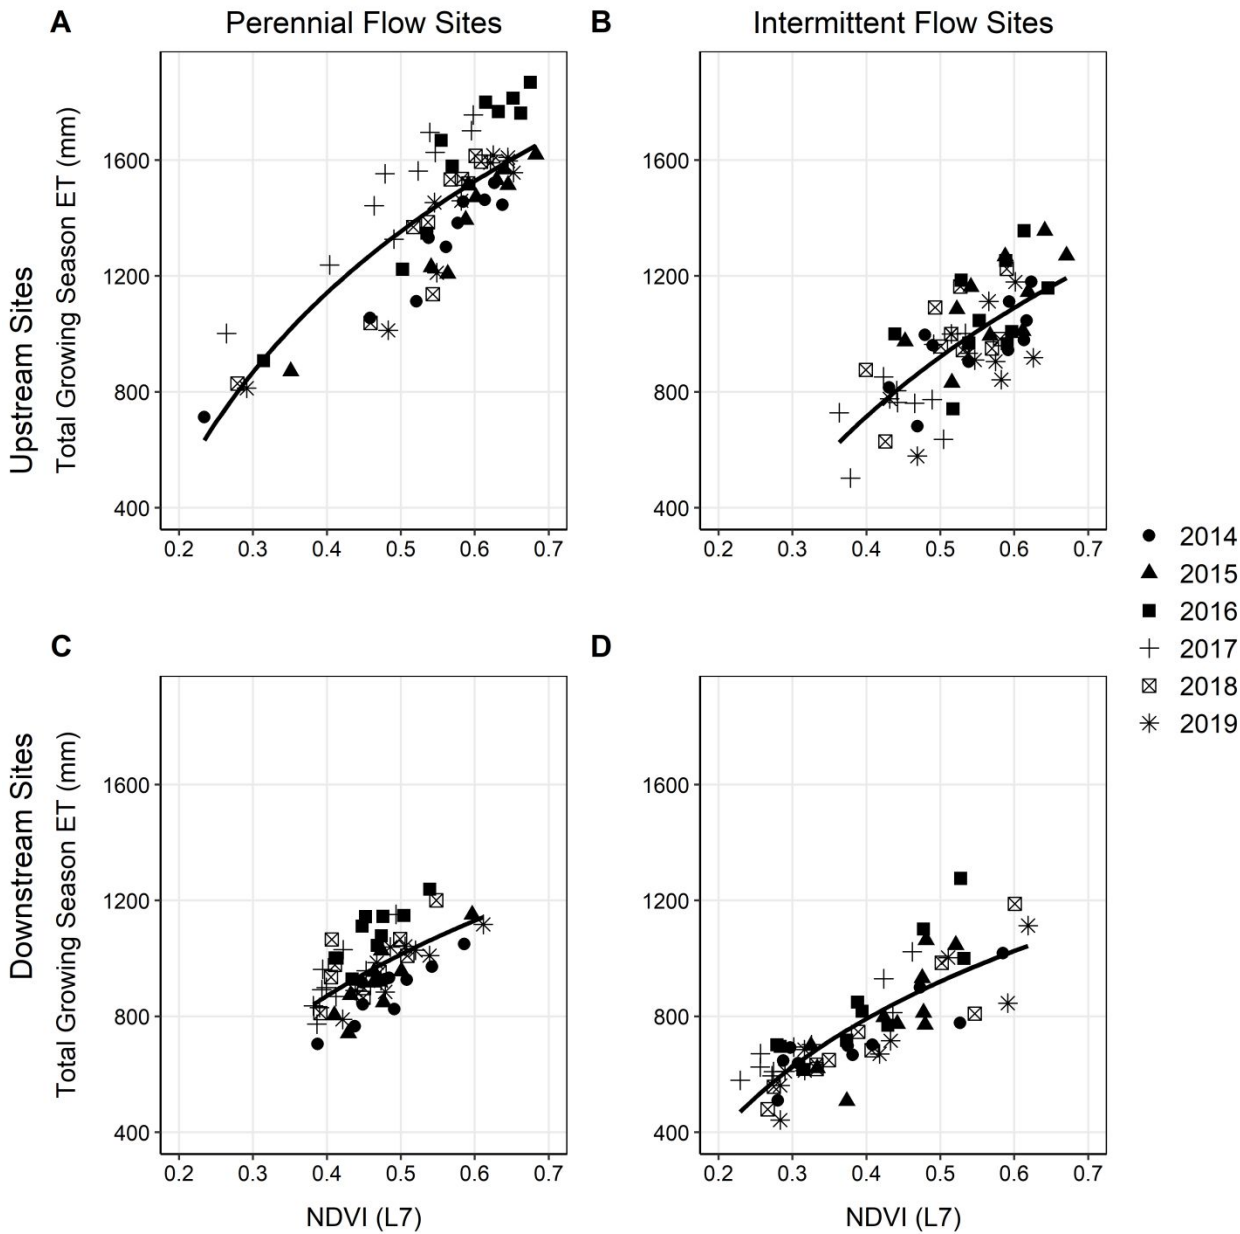 A Perennial Flow Sites B Intermittent Flow Sites
Upstream Sites
Total Growing Season ET (mm)
1600
1200
800
400
0.2 0.3 0.4 0.5 0.6 0.7
1600
1200
800
400
0.2 0.3 0.4 0.5 0.6 0.7
2014
2015
2016
2017
2018
2019
C D
Downstream Sites
Total Growing Season ET (mm)
1600
1200
800
400
0.2 0.3 0.4 0.5 0.6 0.7
NDVI (L7)
1600
1200
800
400
0.2 0.3 0.4 0.5 0.6 0.7
NDVI (L7)